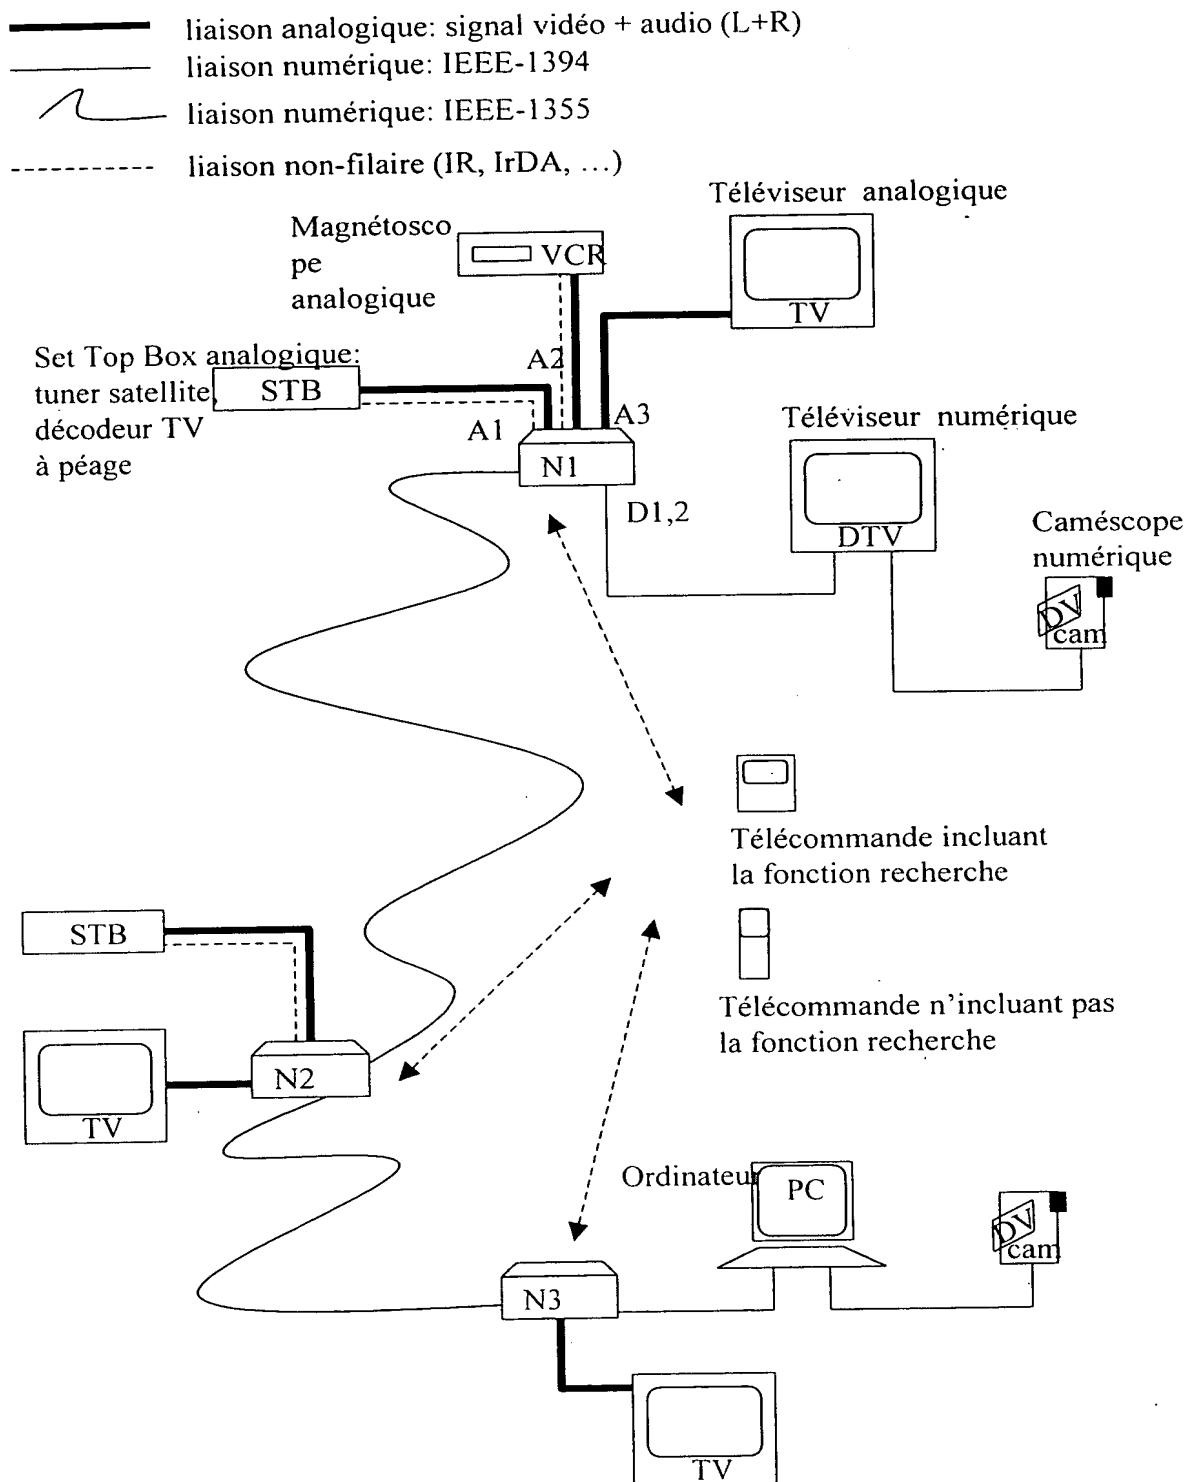 liaison analogique: signal vidéo + audio (L+R)
liaison numérique: IEEE-1394
liaison numérique: IEEE-1355
liaison non-filaire (IR, IrDA, ...)
Téléviseur analogique
TV
Magnétosco
pe
analogique
VCR
Set Top Box analogique:
tuner satellite,
décodeur TV
à péage
STB
A1
A2
A3
N1
D1,2
Téléviseur numérique
DTV
Caméscope
numérique
DV
cam
Télécommande incluant
la fonction recherche
Télécommande n'incluant pas
la fonction recherche
STB
TV
N2
Ordinateur
PC
DV
cam
N3
TV